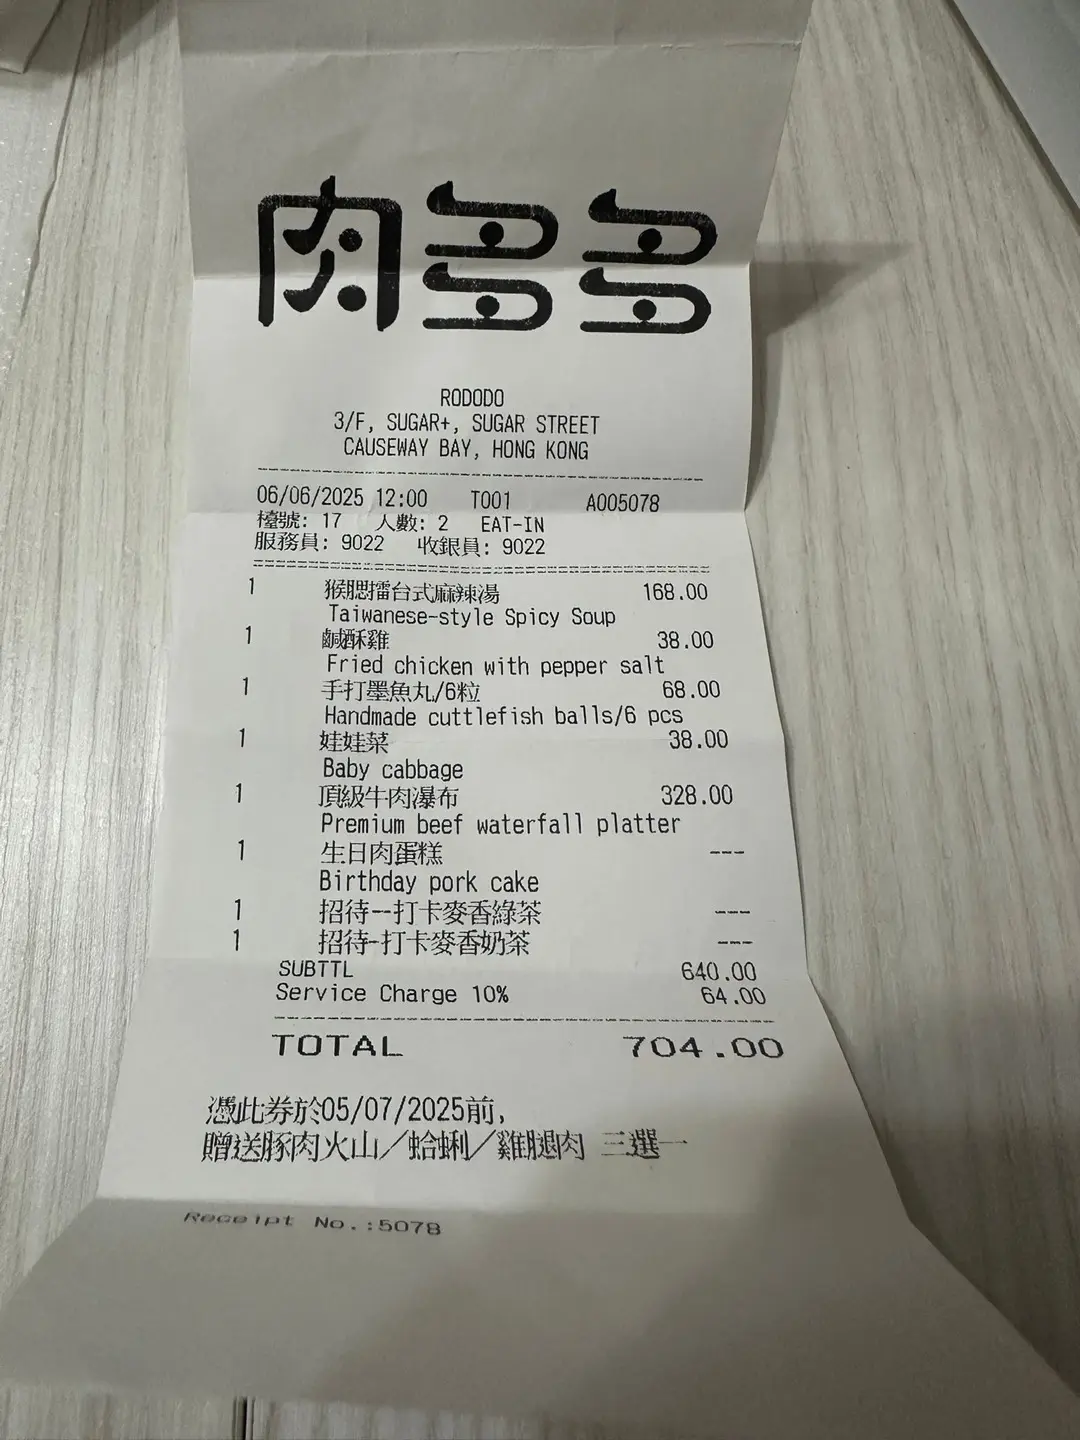 肉多多
RODODO
3/F, SUGAR+, SUGAR STREET
CAUSEWAY BAY, HONG KONG
06/06/2025 12:00 T001 A005078
檯號: 17 人數: 2 EAT-IN
服務員: 9022 收銀員: 9022
1 猴腮擂台式麻辣湯 168.00
Taiwanese-style Spicy Soup
1 鹹酥雞 38.00
Fried chicken with pepper salt
1 手打墨魚丸/6粒 68.00
Handmade cuttlefish balls/6 pcs
1 娃娃菜 38.00
Baby cabbage
1 頂級牛肉瀑布 328.00
Premium beef waterfall platter
1 生日肉蛋糕 ---
Birthday pork cake
1 招待--打卡麥香綠茶 ---
1 招待-打卡麥香奶茶 ---
SUBTTL 640.00
Service Charge 10% 64.00
TOTAL 704.00
憑此券於05/07/2025前,
贈送豚肉火山／蛤蜊／雞腿肉 三選一
Receipt No.:5078